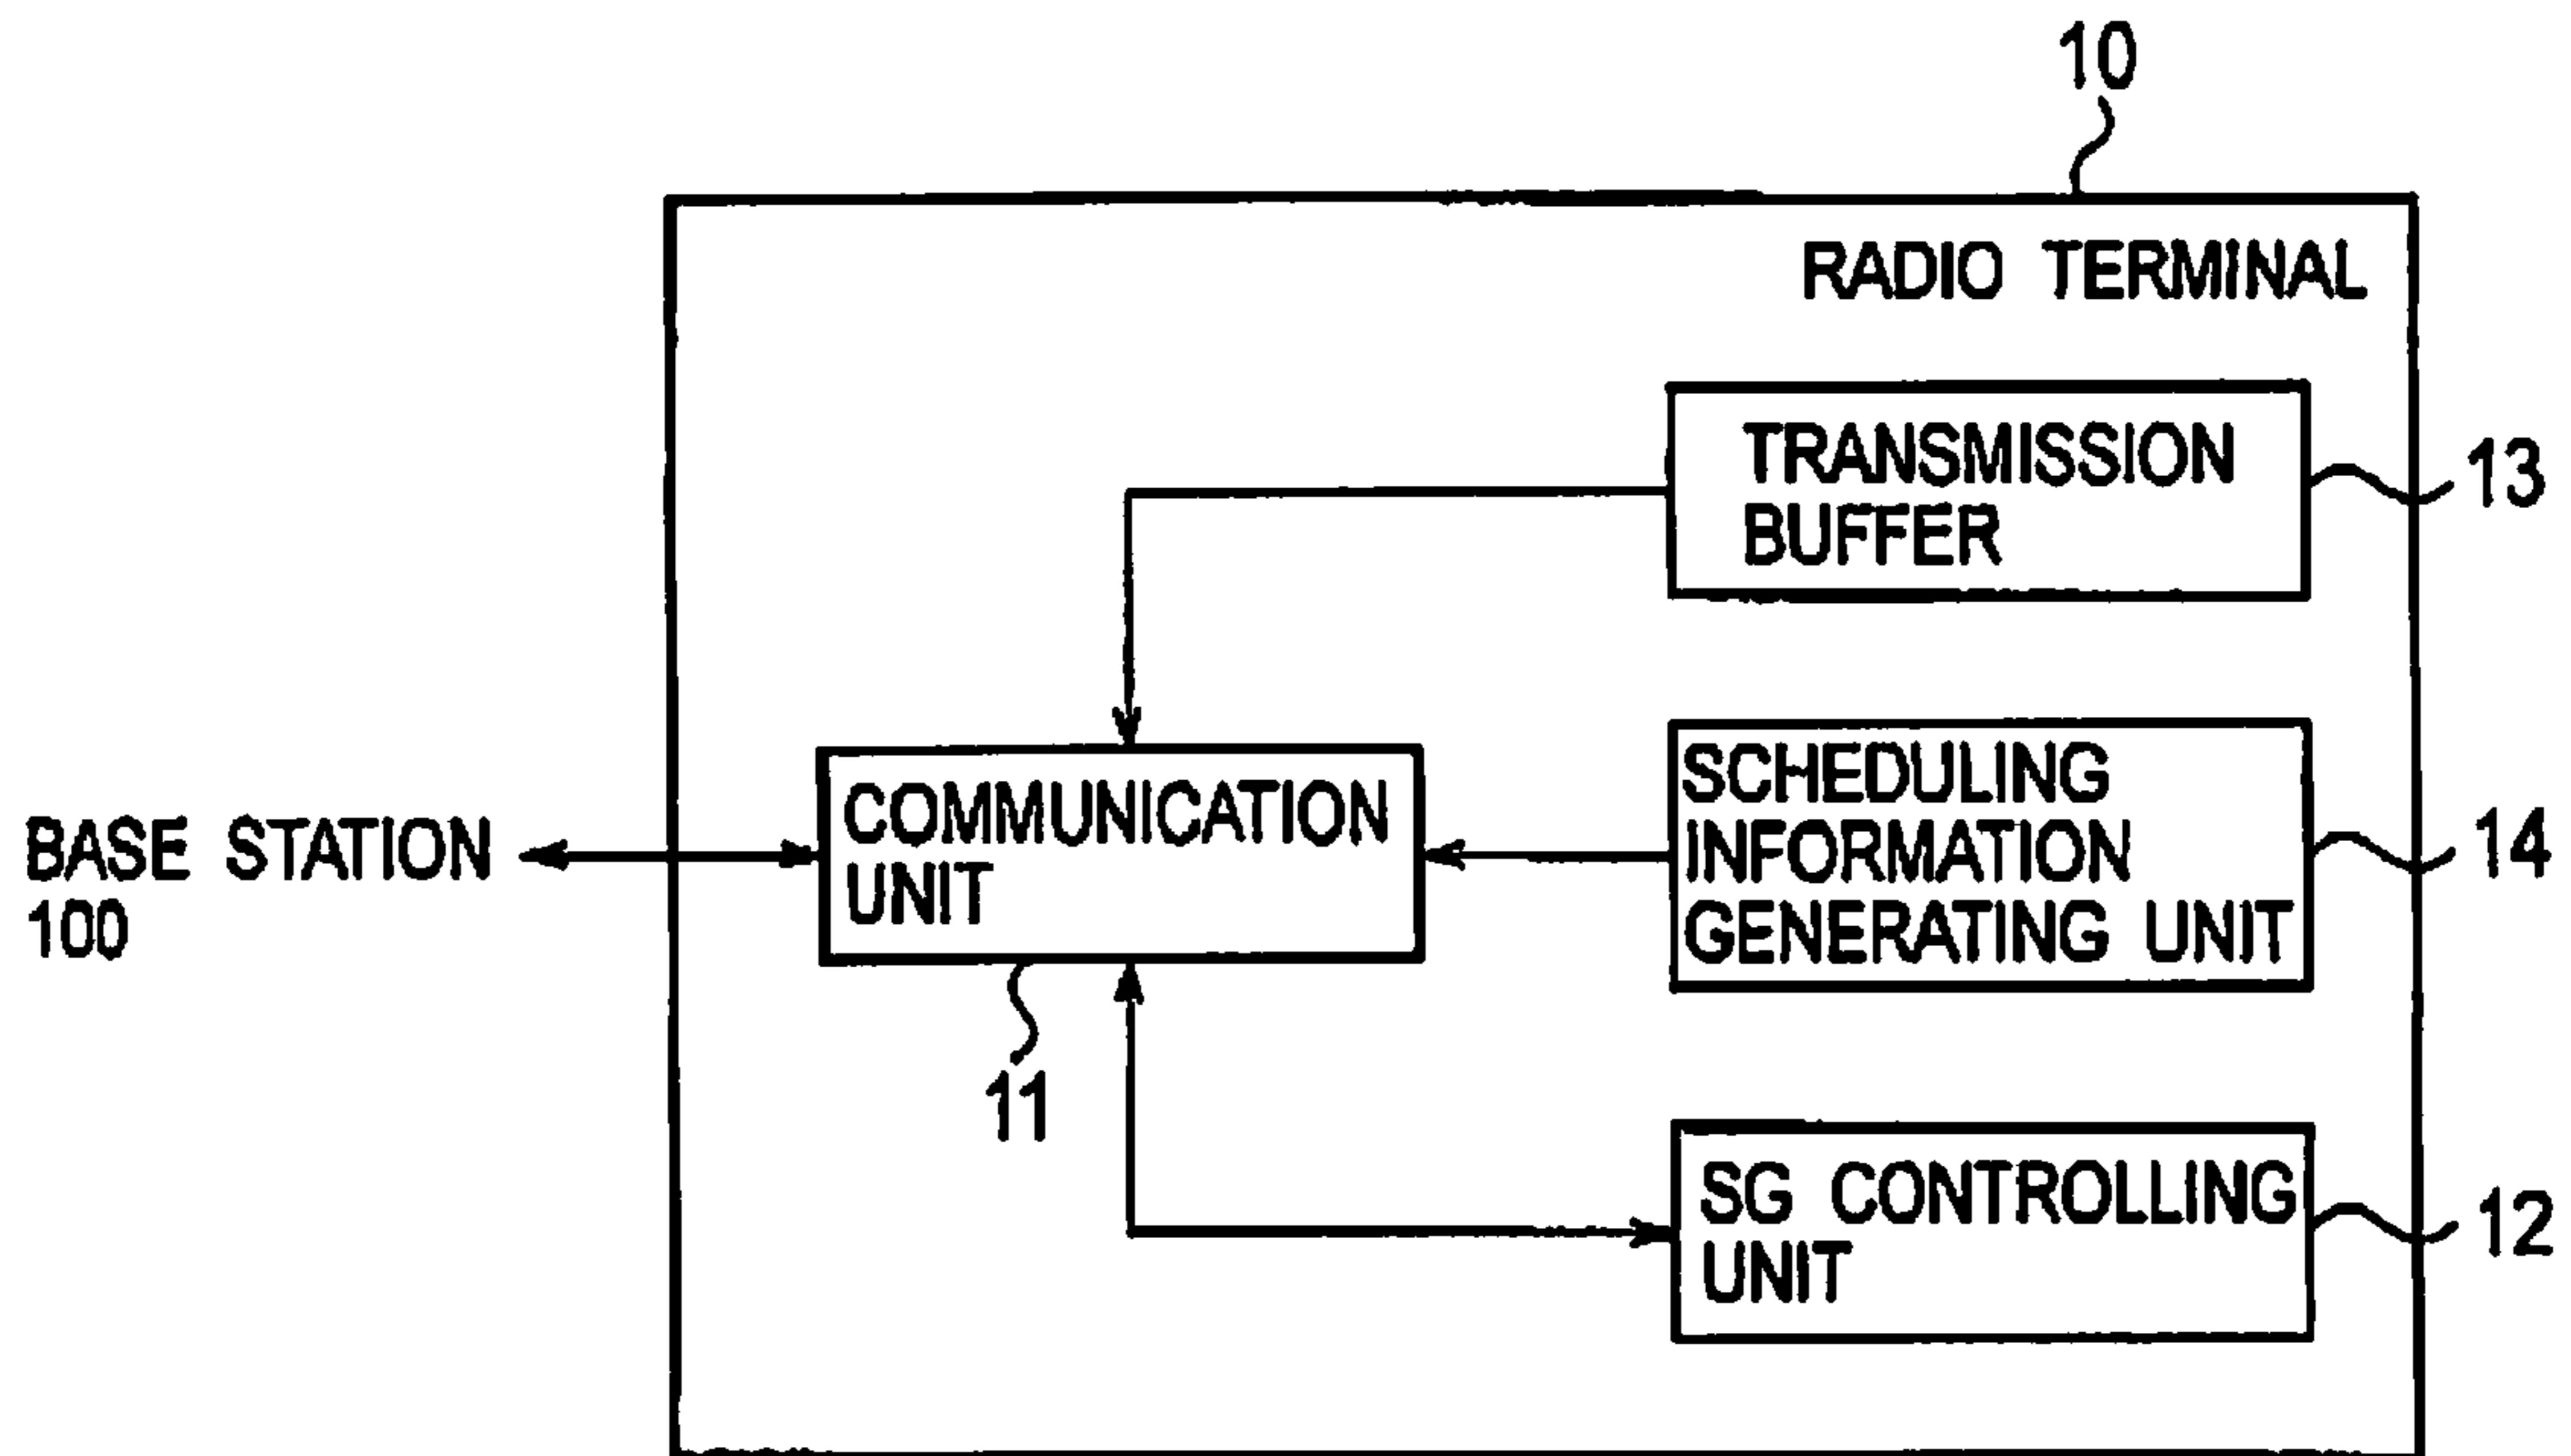 10
RADIO TERMINAL
TRANSMISSION
BUFFER
13
COMMUNICATION
UNIT
11
BASE STATION
100
SCHEDULING
INFORMATION
GENERATING UNIT
14
SG CONTROLLING
UNIT
12